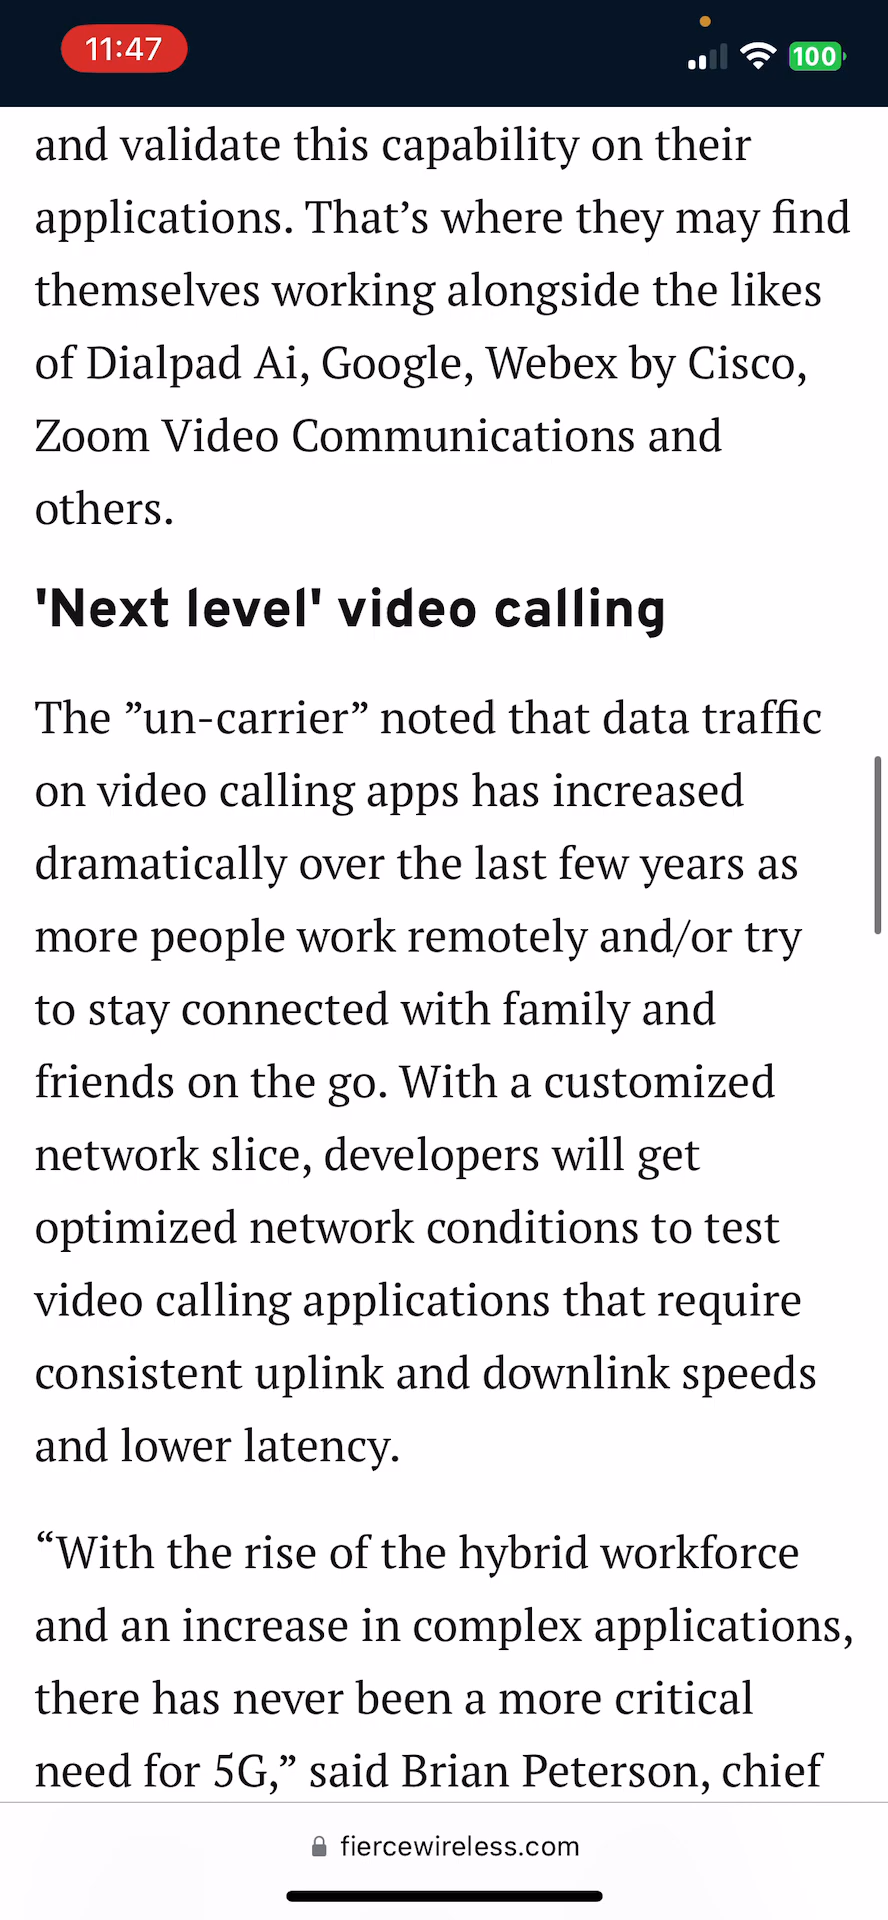 11:47
100
and validate this capability on their
applications. That’s where they may find
themselves working alongside the likes
of Dialpad Ai, Google, Webex by Cisco,
Zoom Video Communications and
others.
'Next level' video calling
The ”un-carrier” noted that data traffic
on video calling apps has increased
dramatically over the last few years as
more people work remotely and/or try
to stay connected with family and
friends on the go. With a customized
network slice, developers will get
optimized network conditions to test
video calling applications that require
consistent uplink and downlink speeds
and lower latency.
“With the rise of the hybrid workforce
and an increase in complex applications,
there has never been a more critical
need for 5G,” said Brian Peterson, chief
fiercewireless.com